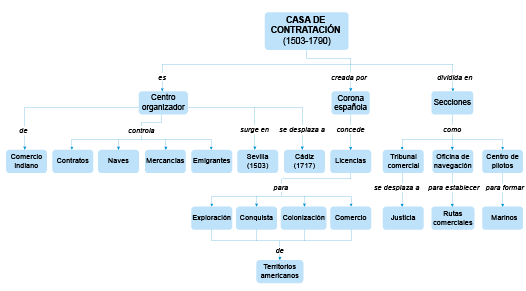 CASA DE
CONTRATACIÓN
(1503-1790)
es
creada por
dividida en
Centro
organizador
Corona
española
Secciones
de
controla
surge en
se desplaza a
concede
como
Comercio
indiano
Contratos
Naves
Mercancías
Emigrantes
Sevilla
(1503)
Cádiz
(1717)
Licencias
Tribunal
comercial
Oficina de
navegación
Centro de
pilotos
para
se desplaza a
para establecer
para formar
Exploración
Conquista
Colonización
Comercio
Justicia
Rutas
comerciales
Marinos
de
Territorios
americanos